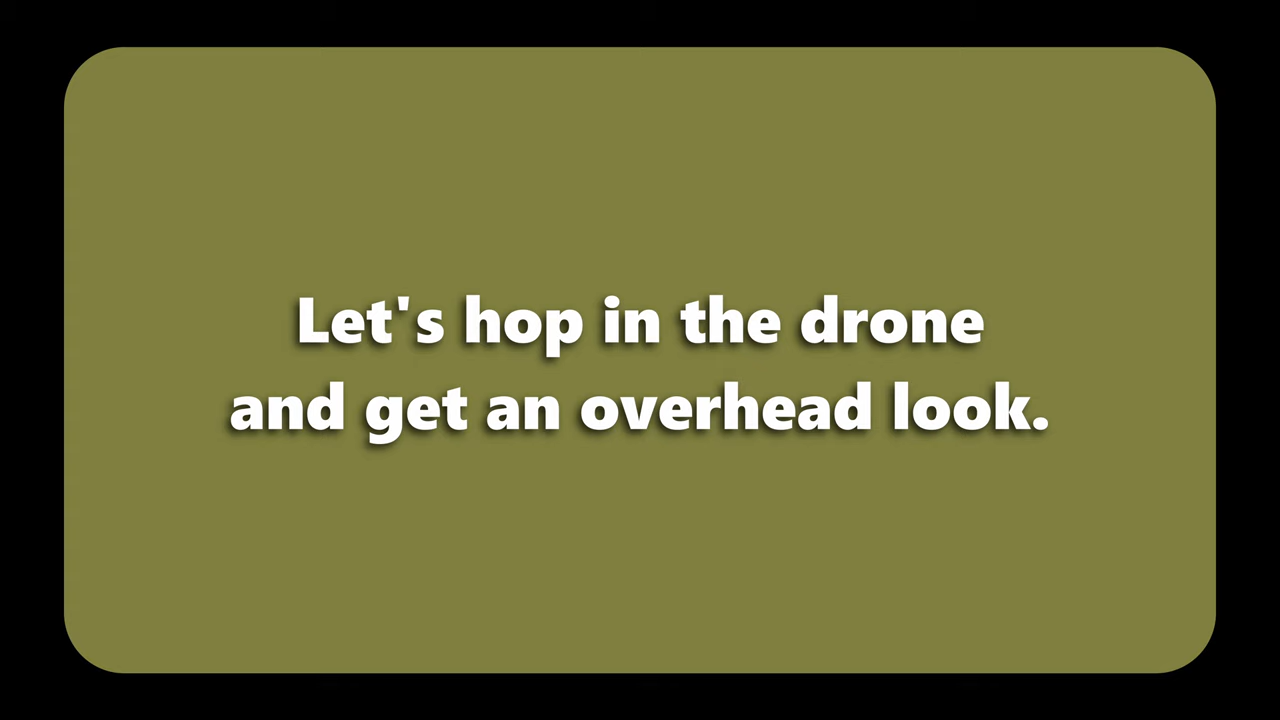 Let's hop in the drone
and get an overhead look.